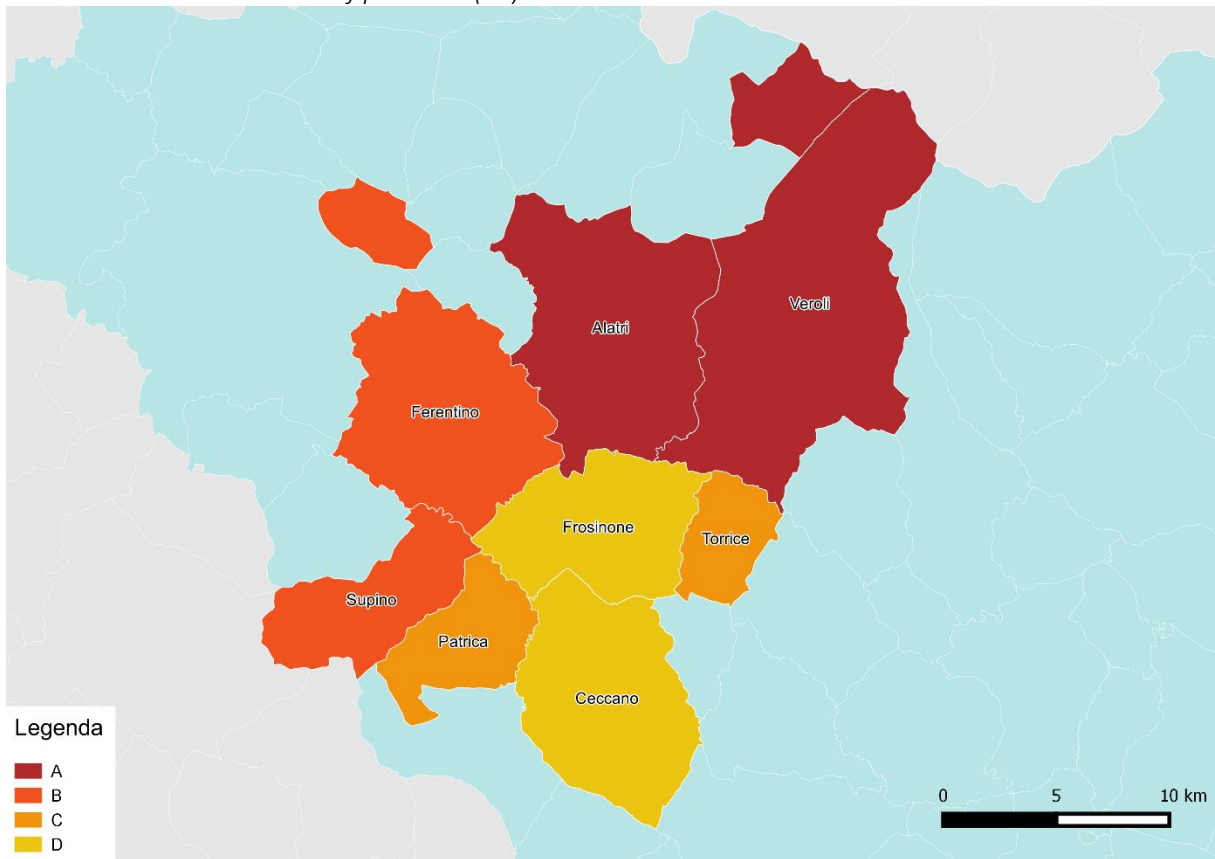 Veroli
Alatri
Ferentino
Frosinone
Torrice
Supino
Patrica
Ceccano
Legenda
A
B
C
D
0 5 10 km